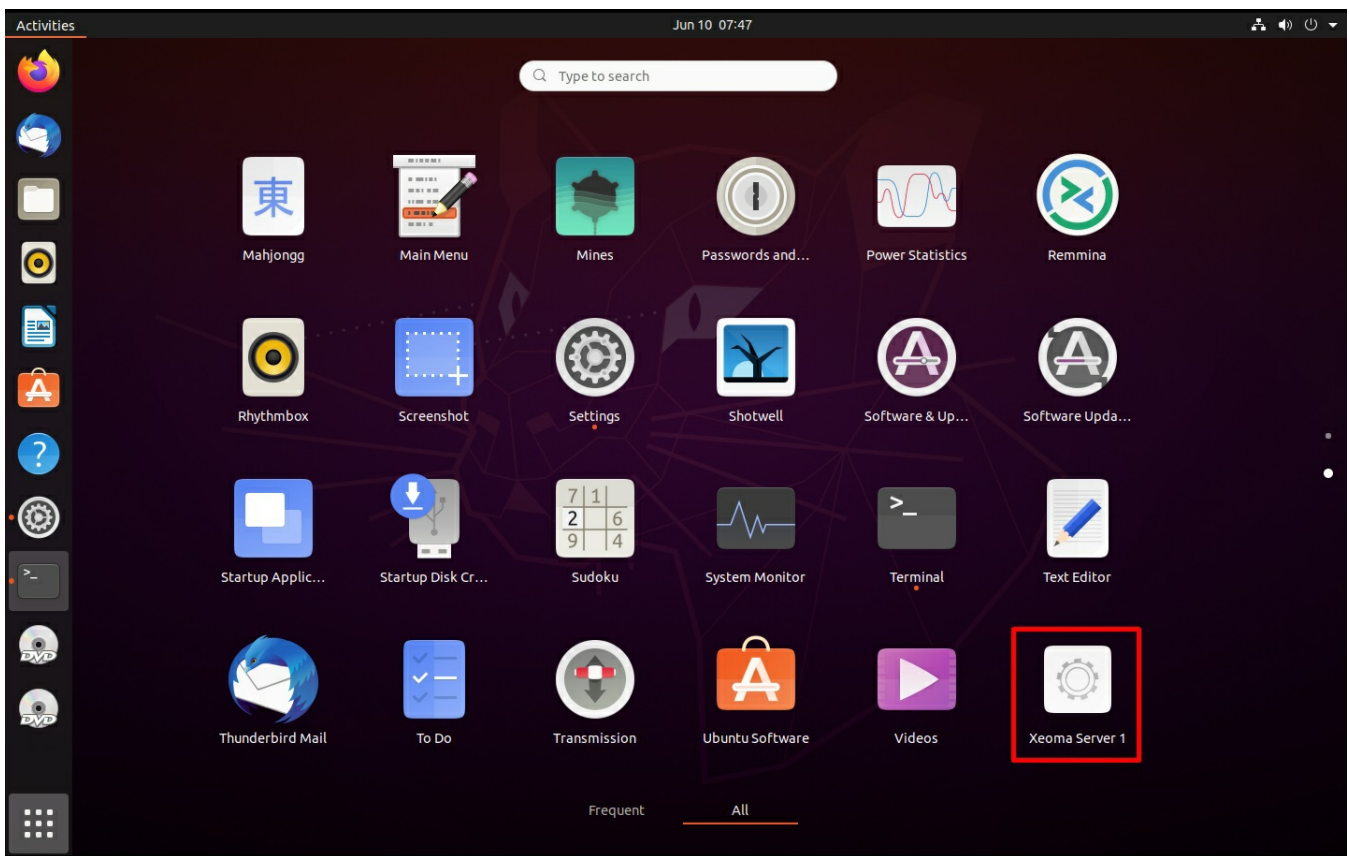 Activities
Jun 10 07:47
Type to search
東
Mahjongg
Main Menu
Mines
Passwords and...
Power Statistics
Remmina
Rhythmbox
Screenshot
Settings
Shotwell
Software & Up...
Software Upda...
7 1
2 6
9 4
>_
Startup Applic...
Startup Disk Cr...
Sudoku
System Monitor
Terminal
Text Editor
?
>_
DVD
DVD
A
Thunderbird Mail
To Do
Transmission
Ubuntu Software
Videos
Xeoma Server 1
Frequent
All